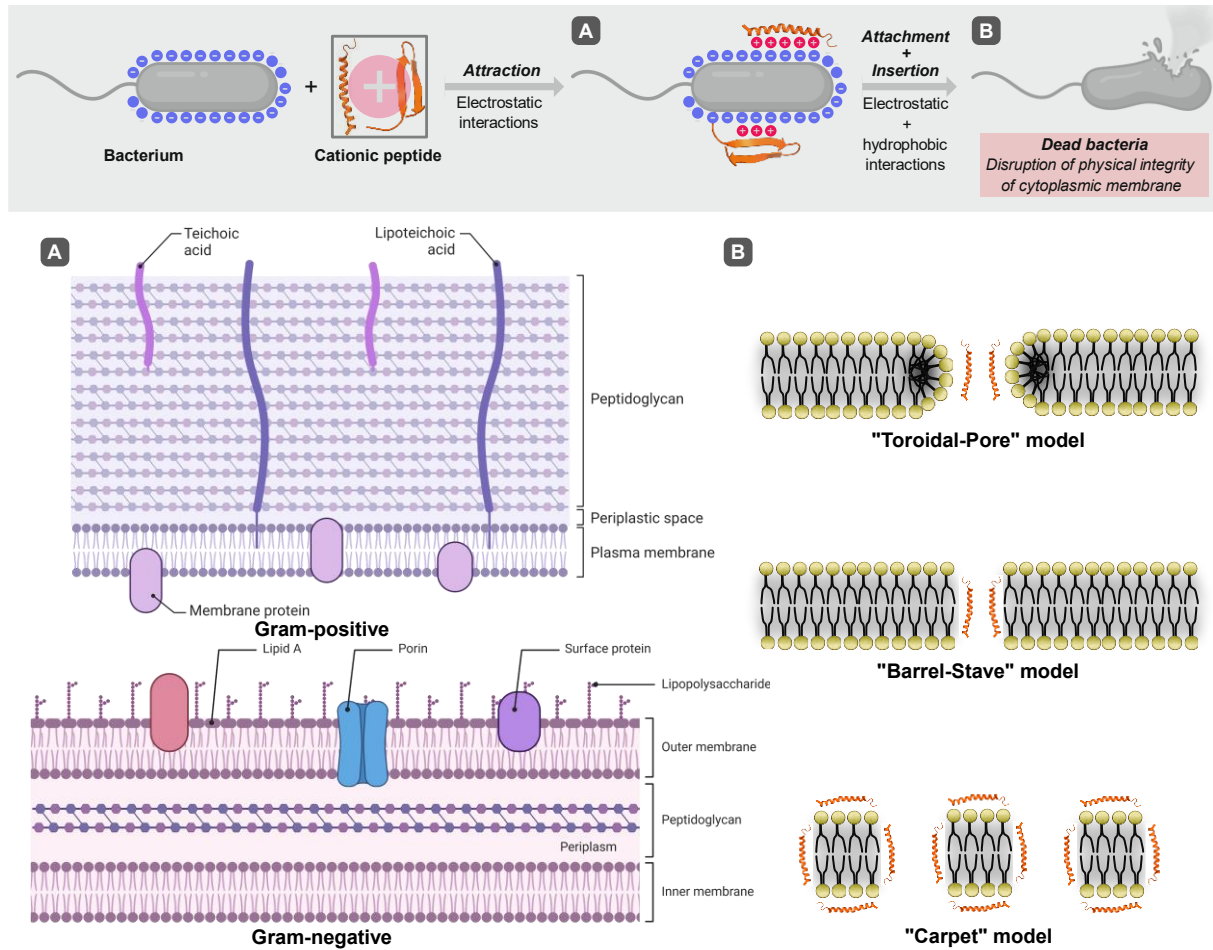 A
B
Attraction
Electrostatic
interactions
Attachment
+
Insertion
Electrostatic
+
hydrophobic
interactions
+
Bacterium
Cationic peptide
Dead bacteria
Disruption of physical integrity
of cytoplasmic membrane
A
Teichoic
acid
Lipoteichoic
acid
Peptidoglycan
Periplastic space
Plasma membrane
Membrane protein
Gram-positive
Lipid A
Porin
Surface protein
Lipopolysaccharide
Outer membrane
Peptidoglycan
Periplasm
Inner membrane
Gram-negative
B
"Toroidal-Pore" model
"Barrel-Stave" model
"Carpet" model